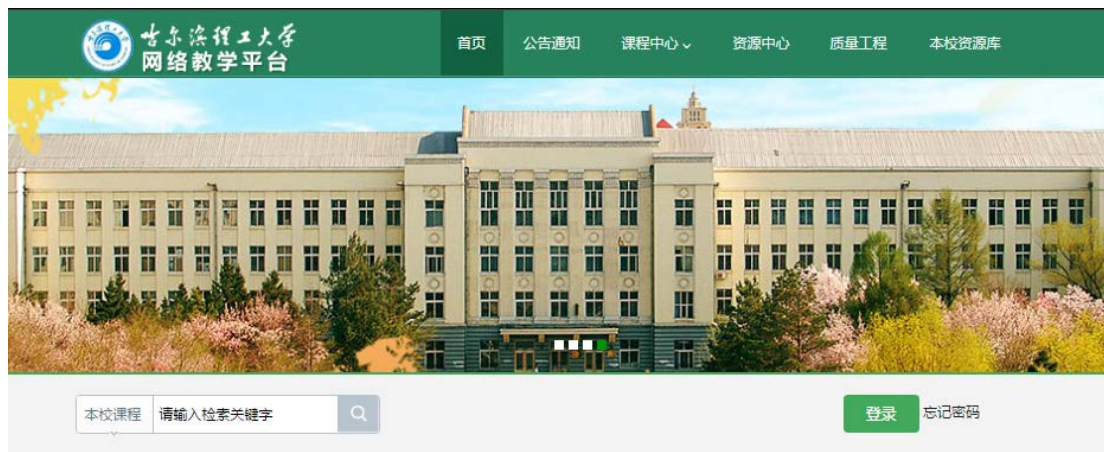 哈尔滨理工大学
网络教学平台
首页 公告通知 课程中心 资源中心 质量工程 本校资源库
本校课程 请输入检索关键字 登录 忘记密码